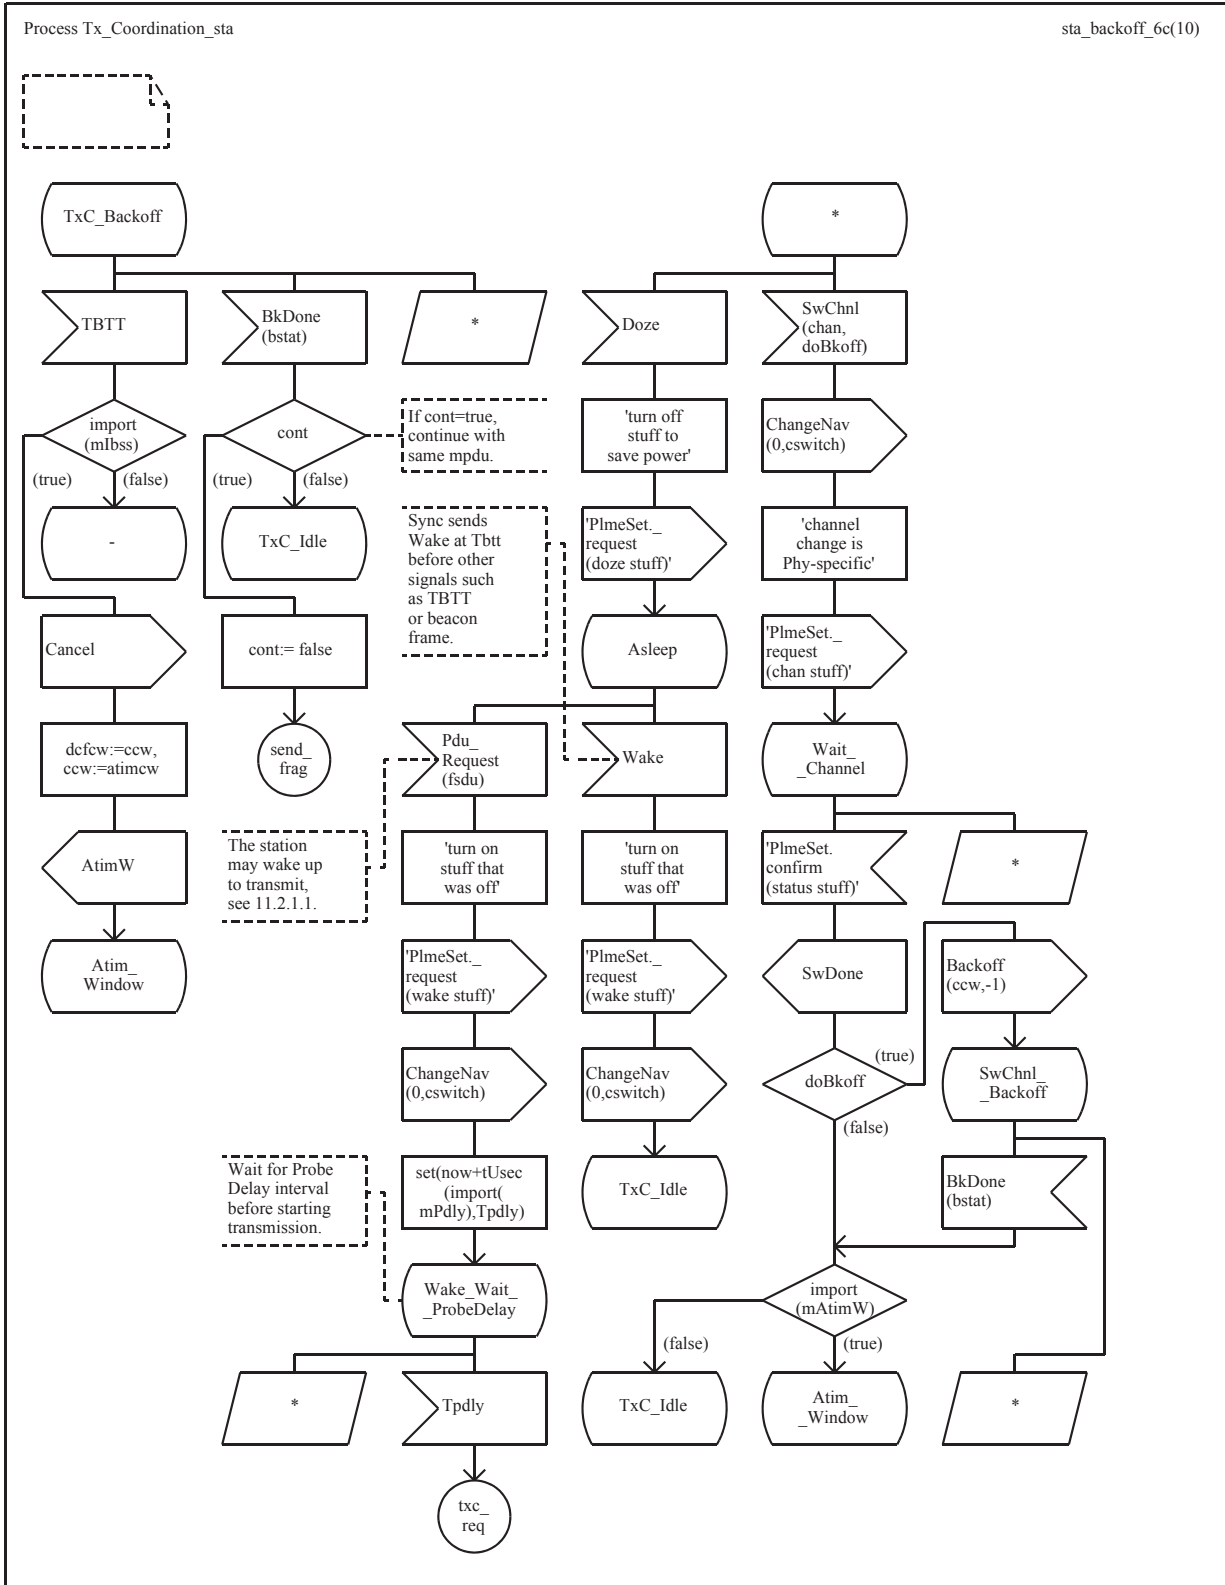 Process Tx_Coordination_sta
sta_backoff_6c(10)
TxC_Backoff
*
TBTT
BkDone
(bstat)
*
Doze
SwChnl
(chan,
doBkoff)
import
(mIbss)
(true)
(false)
cont
(true)
(false)
If cont=true,
continue with
same mpdu.
'turn off
stuff to
save power'
ChangeNav
(0,cswitch)
-
TxC_Idle
Sync sends
Wake at Tbtt
before other
signals such
as TBTT
or beacon
frame.
'PlmeSet._
request
(doze stuff)'
'channel
change is
Phy-specific'
Cancel
cont:= false
Asleep
'PlmeSet._
request
(chan stuff)'
dcfcw:=ccw,
ccw:=atimcw
send_
frag
Pdu_
Request
(fsdu)
Wake
Wait_
_Channel
AtimW
The station
may wake up
to transmit,
see 11.2.1.1.
'turn on
stuff that
was off'
'turn on
stuff that
was off'
'PlmeSet.
confirm
(status stuff)'
*
Atim_
_Window
'PlmeSet._
request
(wake stuff)'
'PlmeSet._
request
(wake stuff)'
SwDone
Backoff
(ccw,-1)
ChangeNav
(0,cswitch)
ChangeNav
(0,cswitch)
doBkoff
(true)
(false)
SwChnl_
_Backoff
Wait for Probe
Delay interval
before starting
transmission.
set(now+tUsec
(import(
mPdly),Tpdly)
TxC_Idle
BkDone
(bstat)
Wake_Wait_
_ProbeDelay
import
(mAtimW)
(false)
(true)
*
Tpdly
TxC_Idle
Atim_
_Window
*
txc_
req